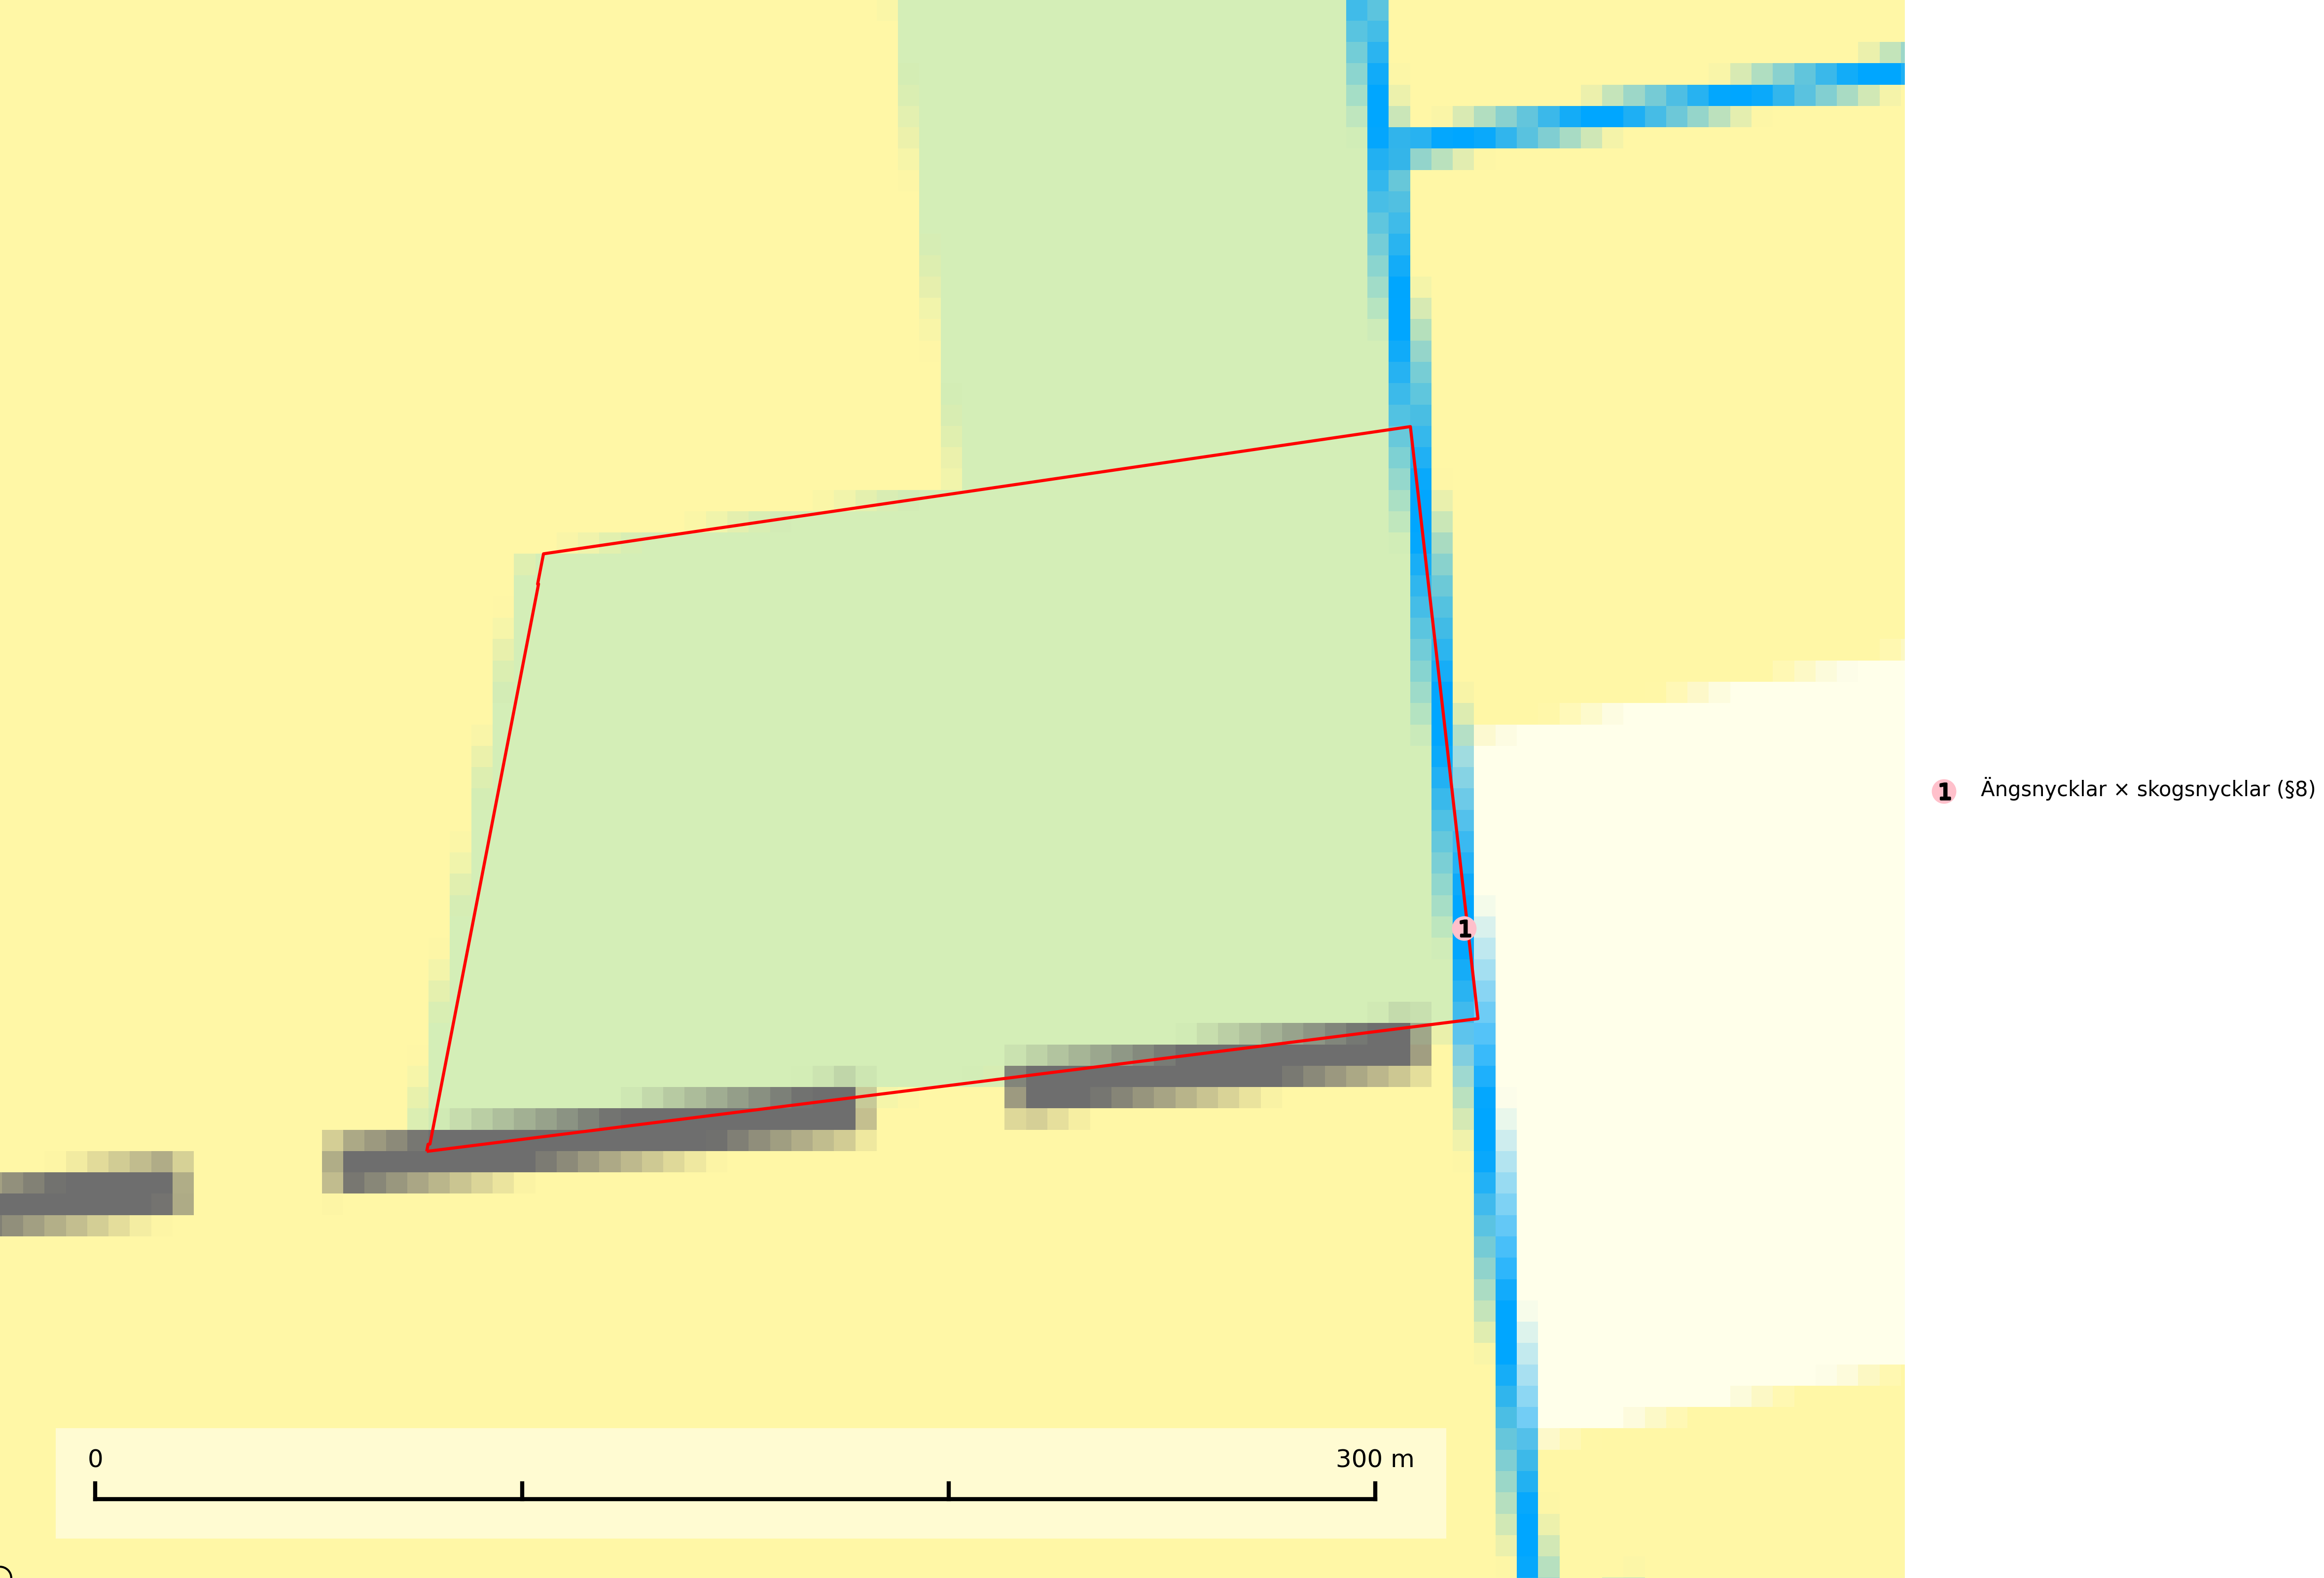 1 Ängsnycklar × skogsnycklar (§8)
1
0 300 m